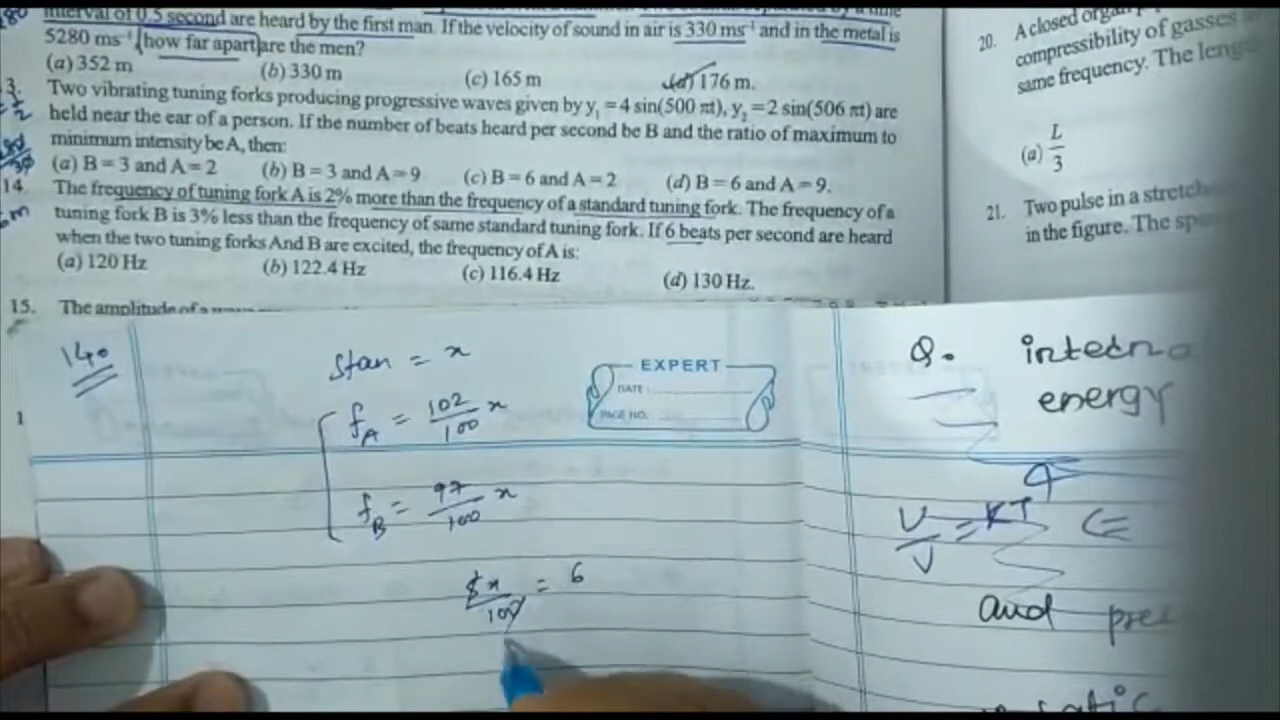 interval of 0.5 second are heard by the first man. If the velocity of sound in air is 330 ms⁻¹ and in the metal is
5280 ms⁻¹ how far apart are the men?
(a) 352 m (b) 330 m (c) 165 m (d) 176 m.
3. Two vibrating tuning forks producing progressive waves given by y₁ = 4 sin(500 πt), y₂ = 2 sin(506 πt) are
held near the ear of a person. If the number of beats heard per second be B and the ratio of maximum to
minimum intensity be A, then:
(a) B = 3 and A = 2 (b) B = 3 and A = 9 (c) B = 6 and A = 2 (d) B = 6 and A = 9.
14. The frequency of tuning fork A is 2% more than the frequency of a standard tuning fork. The frequency of a
tuning fork B is 3% less than the frequency of same standard tuning fork. If 6 beats per second are heard
when the two tuning forks And B are excited, the frequency of A is:
(a) 120 Hz (b) 122.4 Hz (c) 116.4 Hz (d) 130 Hz.
15. The amplitude of a
20. A closed organ
compressibility of gasses
same frequency. The leng
(a) L/3
21. Two pulse in a stretch
in the figure. The spe
14.
1
Stan = x
f_A = 102/100 x
f_B = 97/100 x
5x/100 = 6
EXPERT
DATE:
PAGE NO.
Q. interna
energy
U/V = KT
and pre